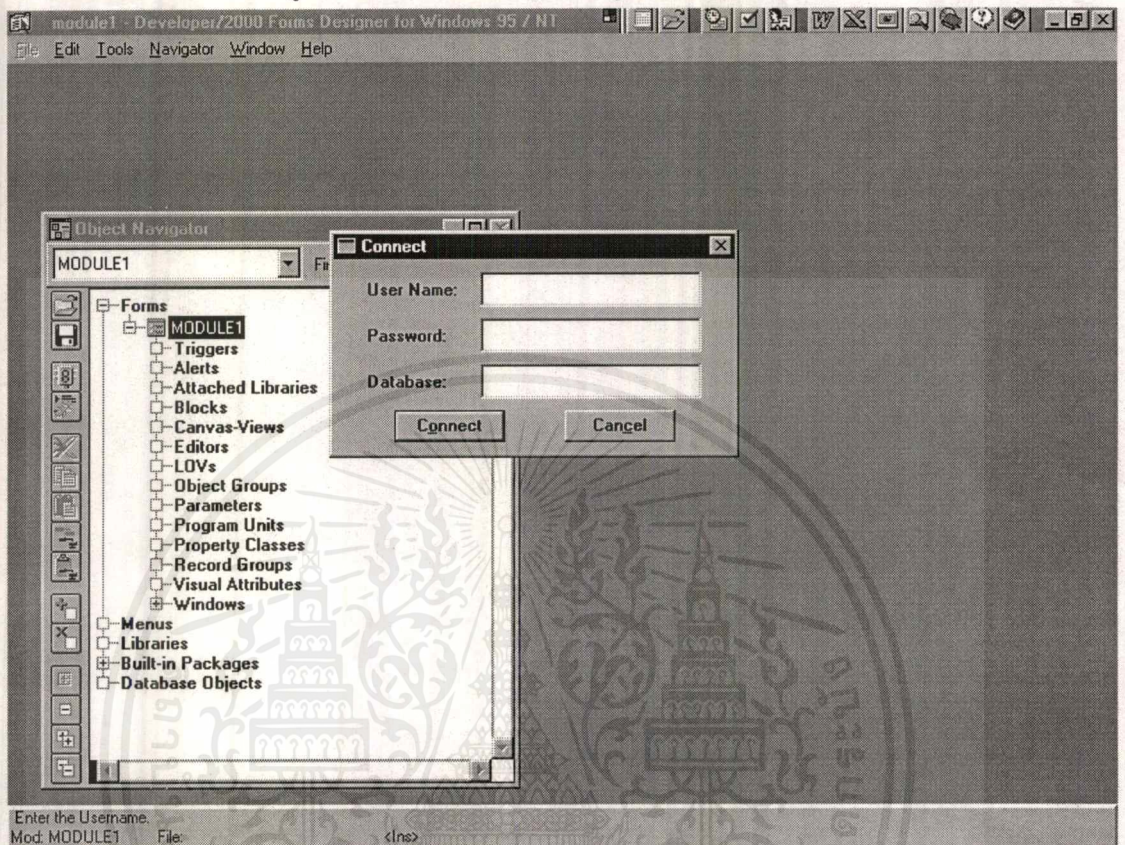 module1 - Developer/2000 Forms Designer for Windows 95 / NT
File Edit Tools Navigator Window Help
Object Navigator
MODULE1
Connect
User Name:
Password:
Database:
Connect
Cancel
Forms
MODULE1
Triggers
Alerts
Attached Libraries
Blocks
Canvas-Views
Editors
LOVs
Object Groups
Parameters
Program Units
Property Classes
Record Groups
Visual Attributes
Windows
Menus
Libraries
Built-in Packages
Database Objects
Enter the Username.
Mod: MODULE1 File: <Ins>